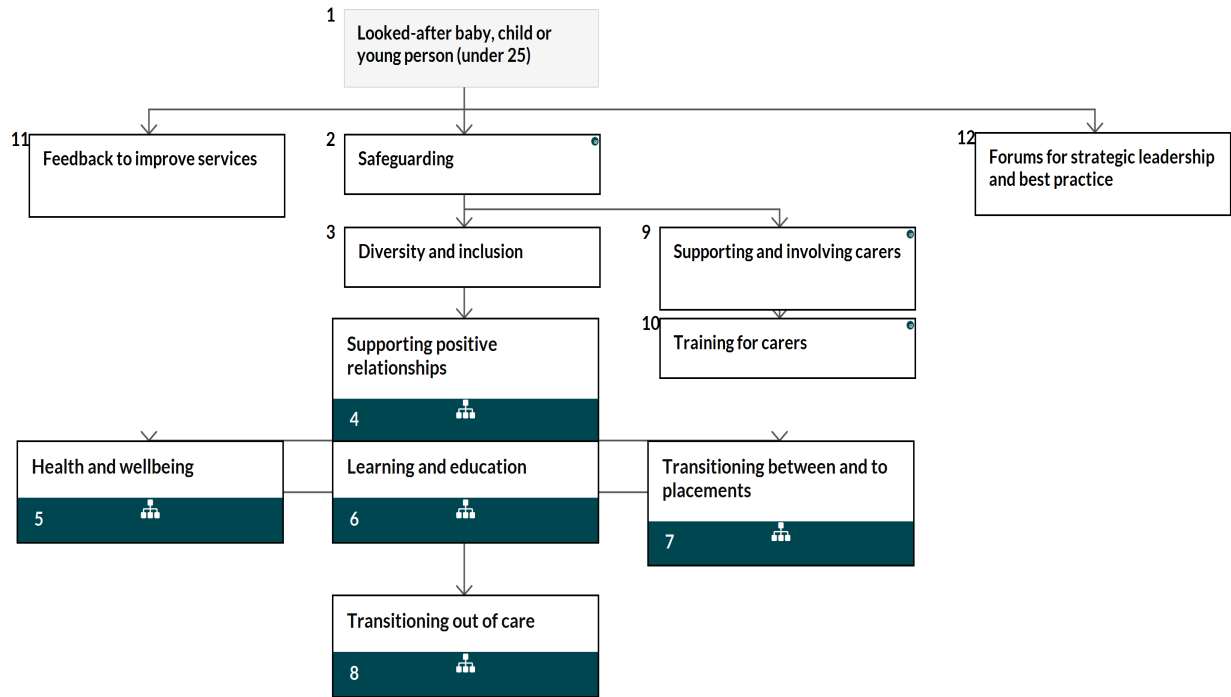 1
Looked-after baby, child or
young person (under 25)
11
Feedback to improve services
2
Safeguarding
12
Forums for strategic leadership
and best practice
3
Diversity and inclusion
9
Supporting and involving carers
10
Training for carers
Supporting positive
relationships
4
Health and wellbeing
5
Learning and education
6
Transitioning between and to
placements
7
Transitioning out of care
8